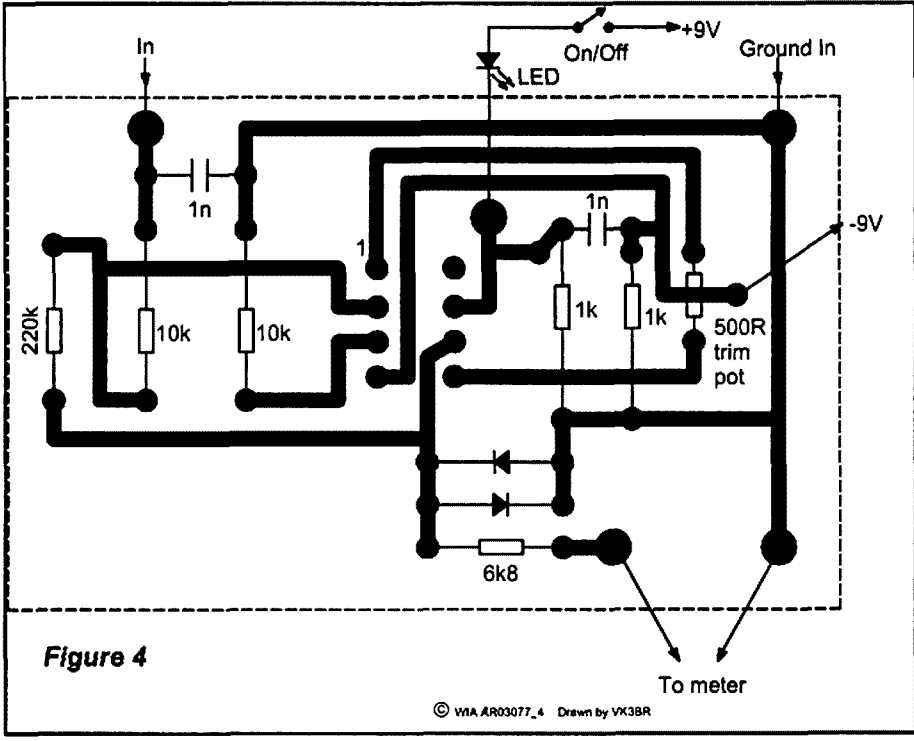 In
On/Off
+9V
LED
Ground In
1n
1n
1
-9V
220k
10k
10k
1k
1k
500R
trim
pot
6k8
To meter
Figure 4
© WIA AR03077_4 Drawn by VK3BR